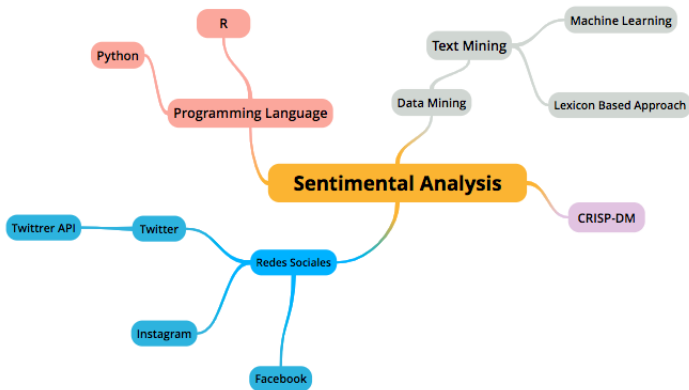 R
Python
Programming Language
Text Mining
Machine Learning
Data Mining
Lexicon Based Approach
Sentimental Analysis
CRISP-DM
Twittrer API
Twitter
Redes Sociales
Instagram
Facebook